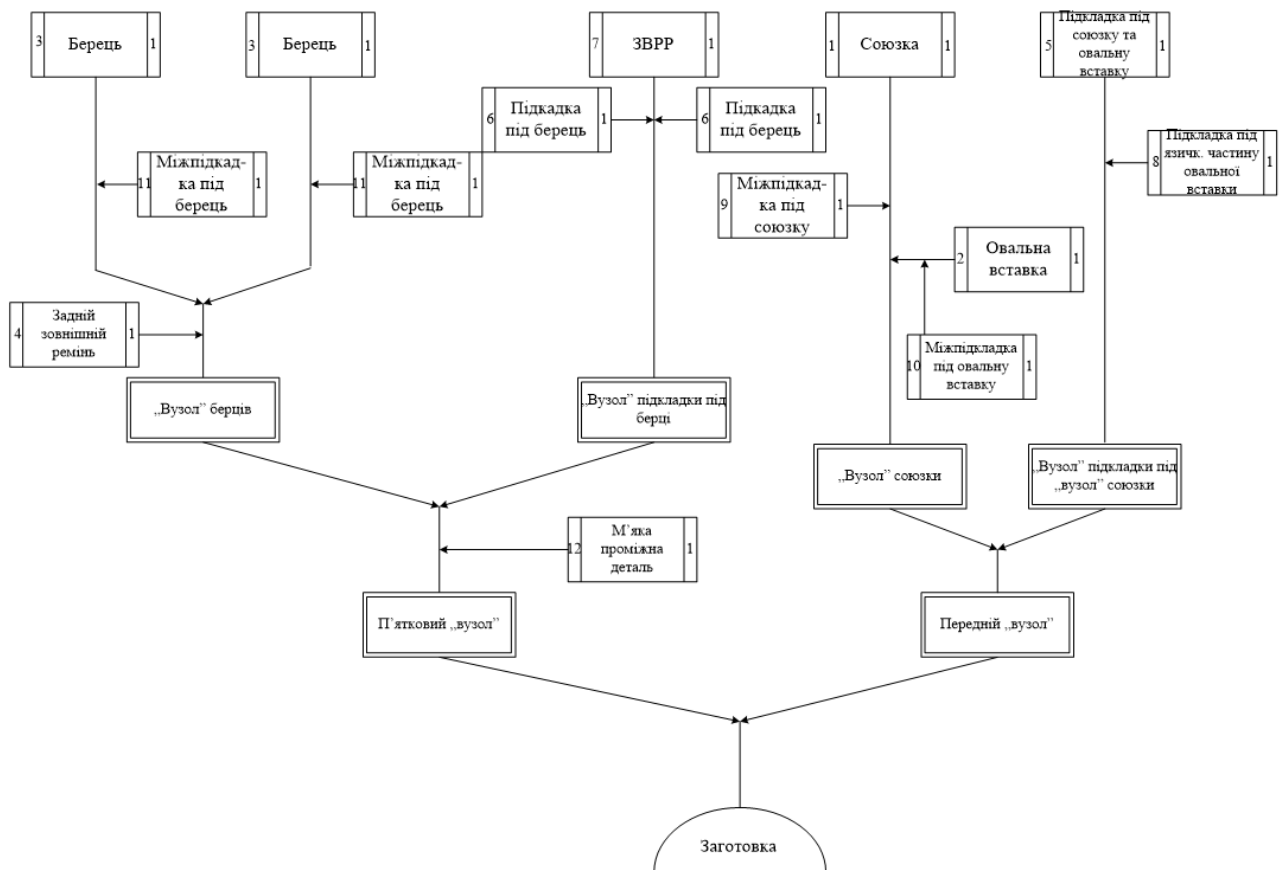 3 Берець 1
3 Берець 1
7 ЗВРР 1
1 Союзка 1
Підкладка під
союзку та
5 1
овальну
вставку
6 Підкадка 1
під берець
6 Підкадка 1
під берець
11 Міжпідкад- 1
ка під
берець
11 Міжпідкад- 1
ка під
берець
Підкладка під
8 язичк. частину 1
овальної
вставки
Міжпідкад-
9 ка під 1
союзку
2 Овальна 1
вставка
Задній
4 зовнішній 1
ремінь
Міжпідкладка
10 під овальну 1
вставку
„Вузол” берців
„Вузол” підкладки під
берці
„Вузол” союзки
„Вузол” підкладки під
„вузол” союзки
М’яка
12 проміжна 1
деталь
П’ятковий „вузол”
Передній „вузол”
Заготовка